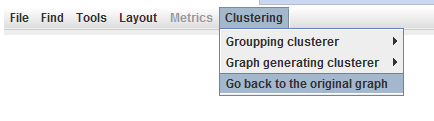 File Find Tools Layout Metrics Clustering
Groupping clusterer
Graph generating clusterer
Go back to the original graph